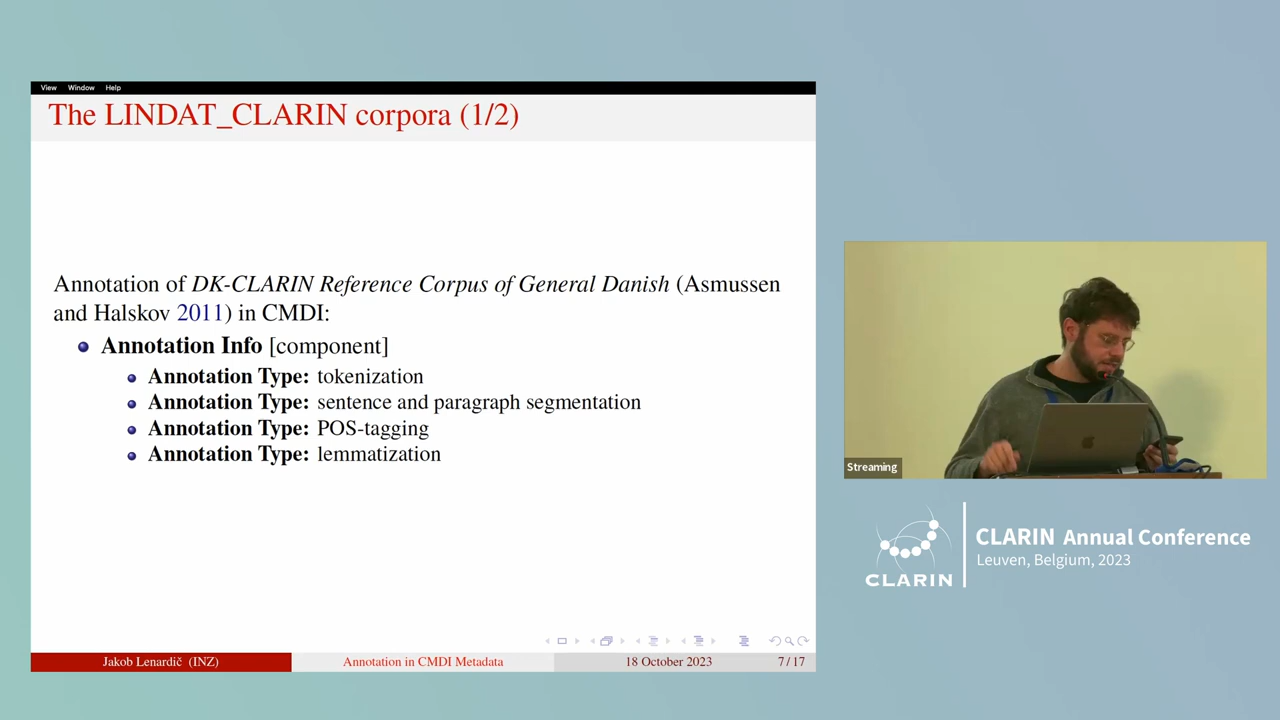 View Window Help
The LINDAT_CLARIN corpora (1/2)
Annotation of DK-CLARIN Reference Corpus of General Danish (Asmussen
and Halskov 2011) in CMDI:
Annotation Info [component]
Annotation Type: tokenization
Annotation Type: sentence and paragraph segmentation
Annotation Type: POS-tagging
Annotation Type: lemmatization
Jakob Lenardič (INZ) Annotation in CMDI Metadata 18 October 2023 7 / 17
Streaming
CLARIN
CLARIN Annual Conference
Leuven, Belgium, 2023